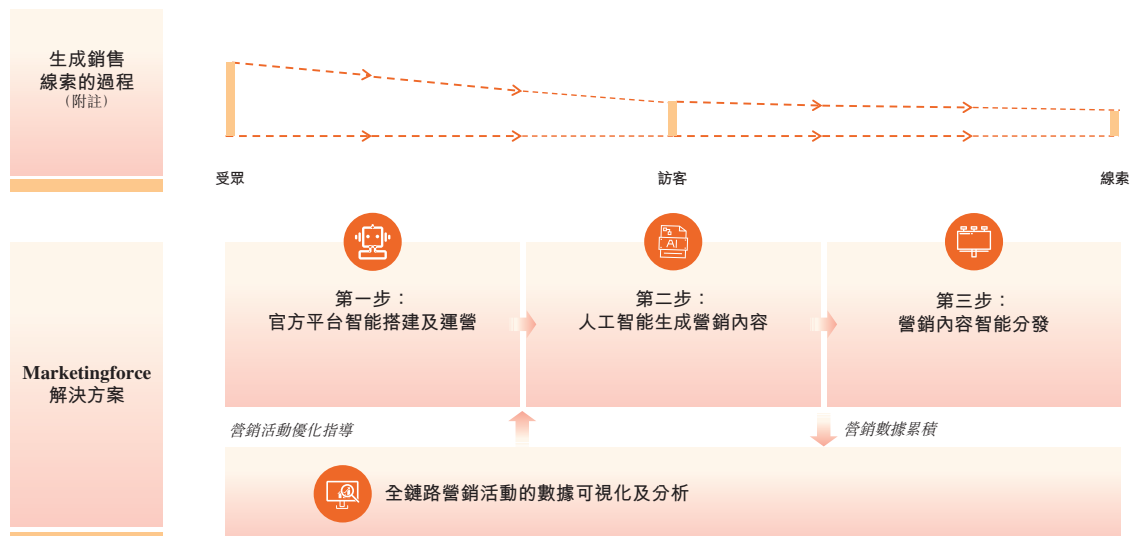 生成銷售
線索的過程
(附註)
受眾
訪客
線索
AI
第一步：
官方平台智能搭建及運營
第二步：
人工智能生成營銷內容
第三步：
營銷內容智能分發
Marketingforce
解決方案
營銷活動優化指導
營銷數據累積
全鏈路營銷活動的數據可視化及分析